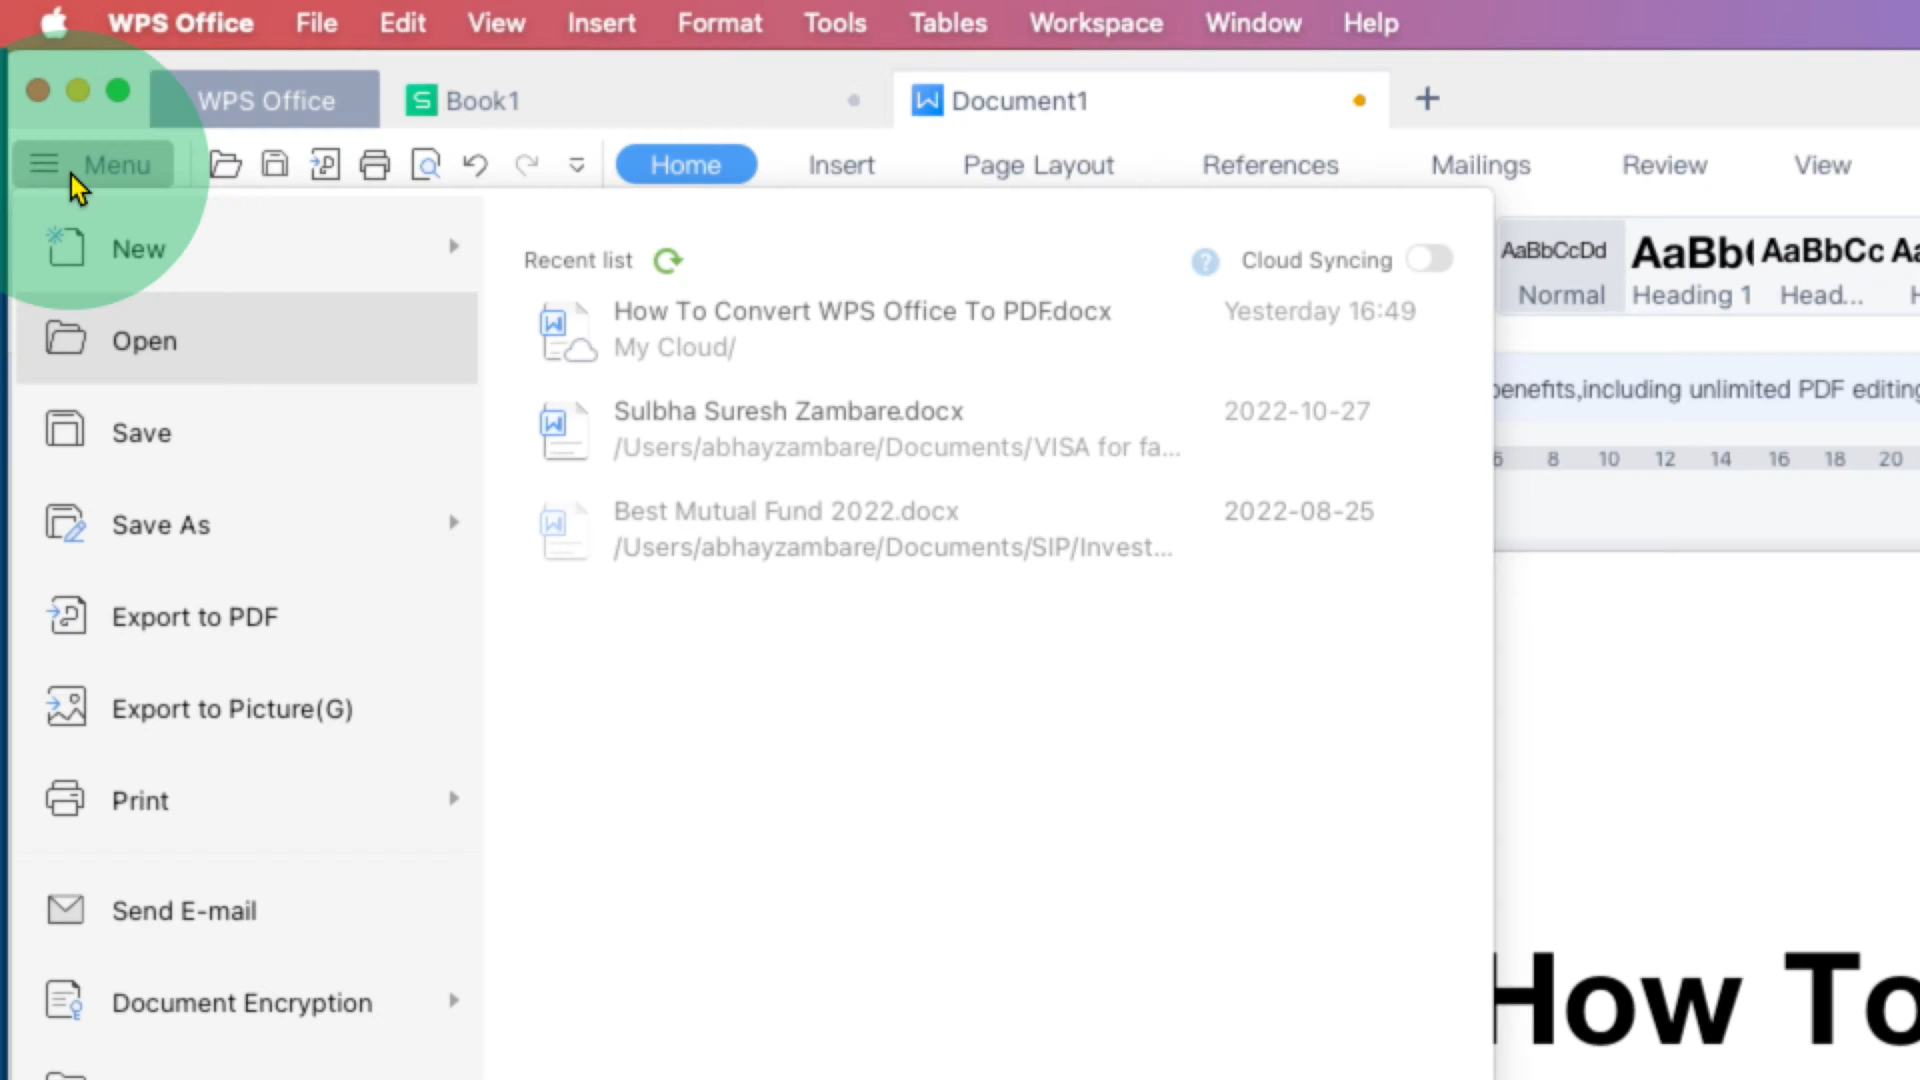 WPS Office File Edit View Insert Format Tools Tables Workspace Window Help
WPS Office Book1 Document1 +
Menu Home Insert Page Layout References Mailings Review View
New
Open
Save
Save As
Export to PDF
Export to Picture(G)
Print
Send E-mail
Document Encryption
Recent list ? Cloud Syncing
How To Convert WPS Office To PDF.docx Yesterday 16:49
My Cloud/
Sulbha Suresh Zambare.docx 2022-10-27
/Users/abhayzambare/Documents/VISA for fa...
Best Mutual Fund 2022.docx 2022-08-25
/Users/abhayzambare/Documents/SIP/Invest...
AaBbCcDd AaBb( AaBbCc Aa
Normal Heading 1 Head...
benefits,including unlimited PDF editing
6 8 10 12 14 16 18 20
How To